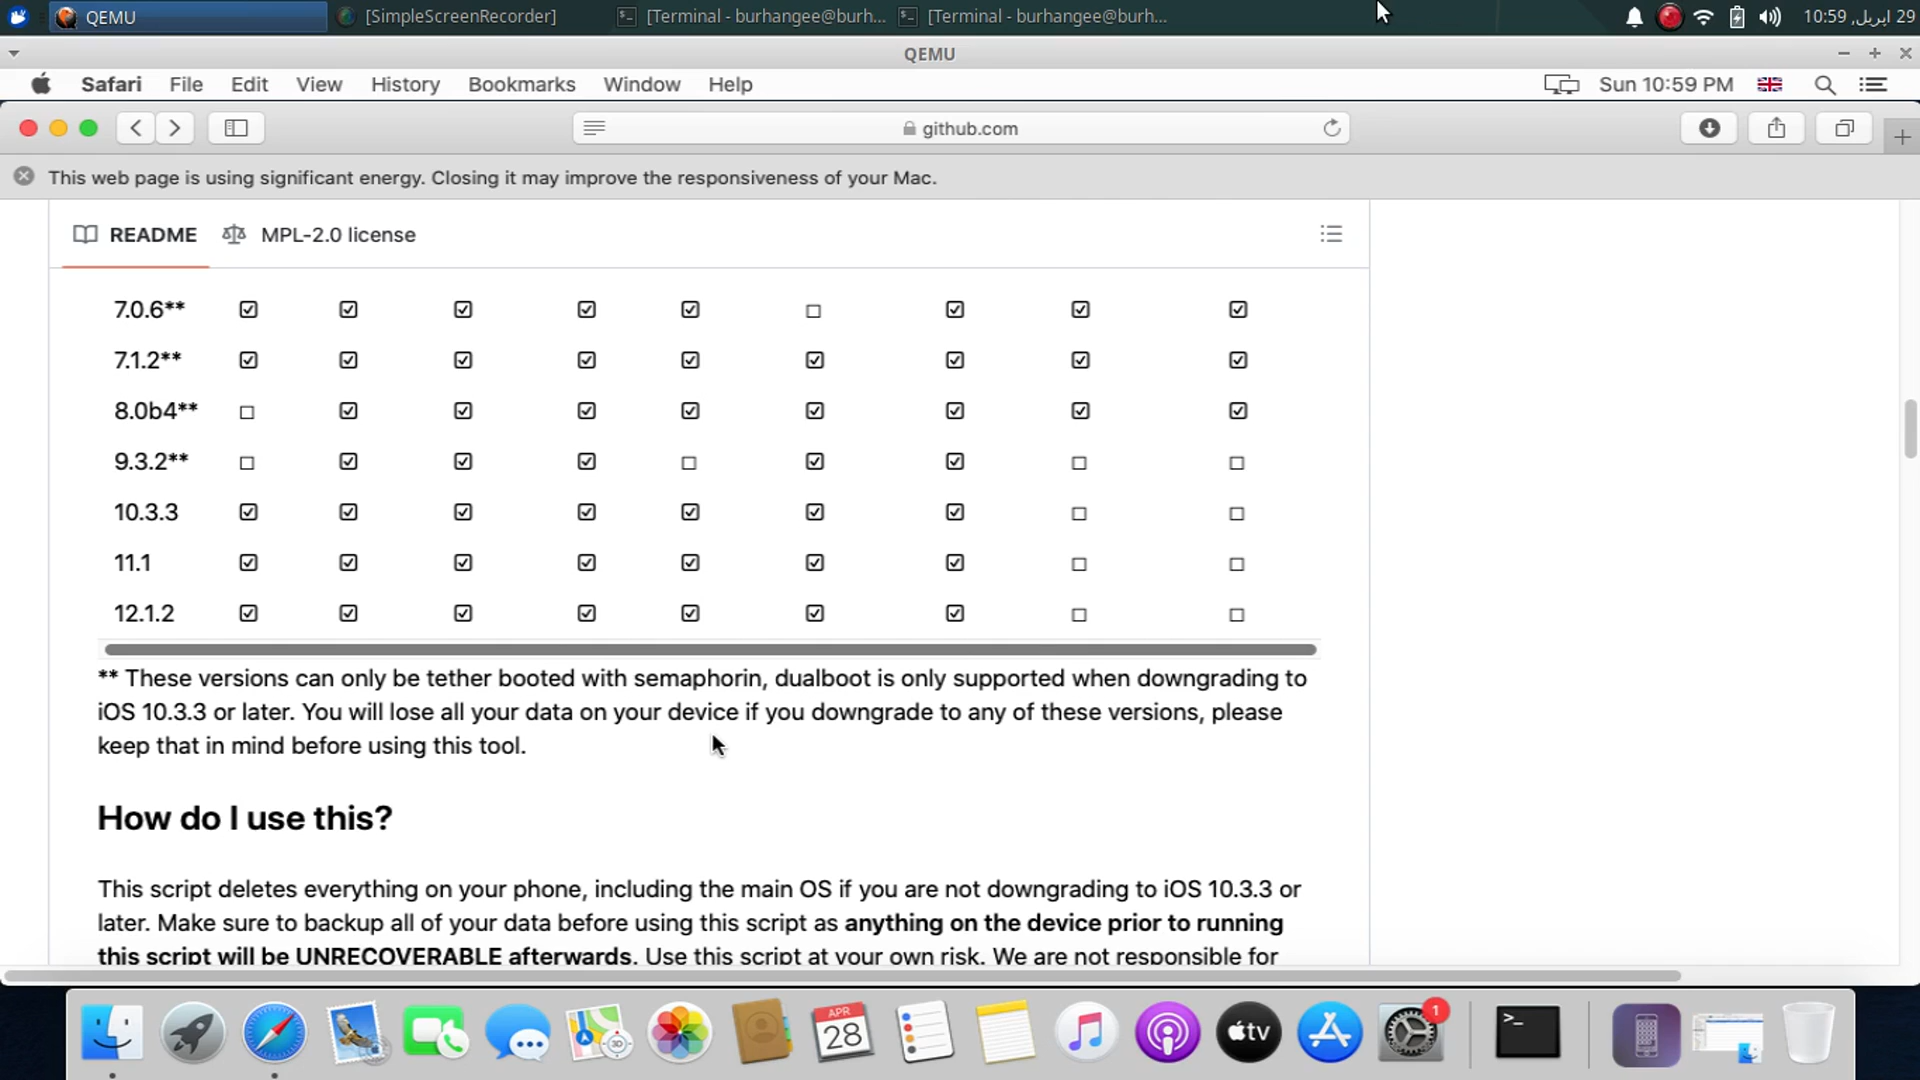 QEMU
[SimpleScreenRecorder]
[Terminal - burhangee@burh...
[Terminal - burhangee@burh...
29 اپریل, 10:59
QEMU
Safari File Edit View History Bookmarks Window Help
Sun 10:59 PM
github.com
This web page is using significant energy. Closing it may improve the responsiveness of your Mac.
README
MPL-2.0 license
7.0.6**
7.1.2**
8.0b4**
9.3.2**
10.3.3
11.1
12.1.2
** These versions can only be tether booted with semaphorin, dualboot is only supported when downgrading to
iOS 10.3.3 or later. You will lose all your data on your device if you downgrade to any of these versions, please
keep that in mind before using this tool.
How do I use this?
This script deletes everything on your phone, including the main OS if you are not downgrading to iOS 10.3.3 or
later. Make sure to backup all of your data before using this script as anything on the device prior to running
this script will be UNRECOVERABLE afterwards. Use this script at your own risk. We are not responsible for
3D
APR
28
tv
1
>_